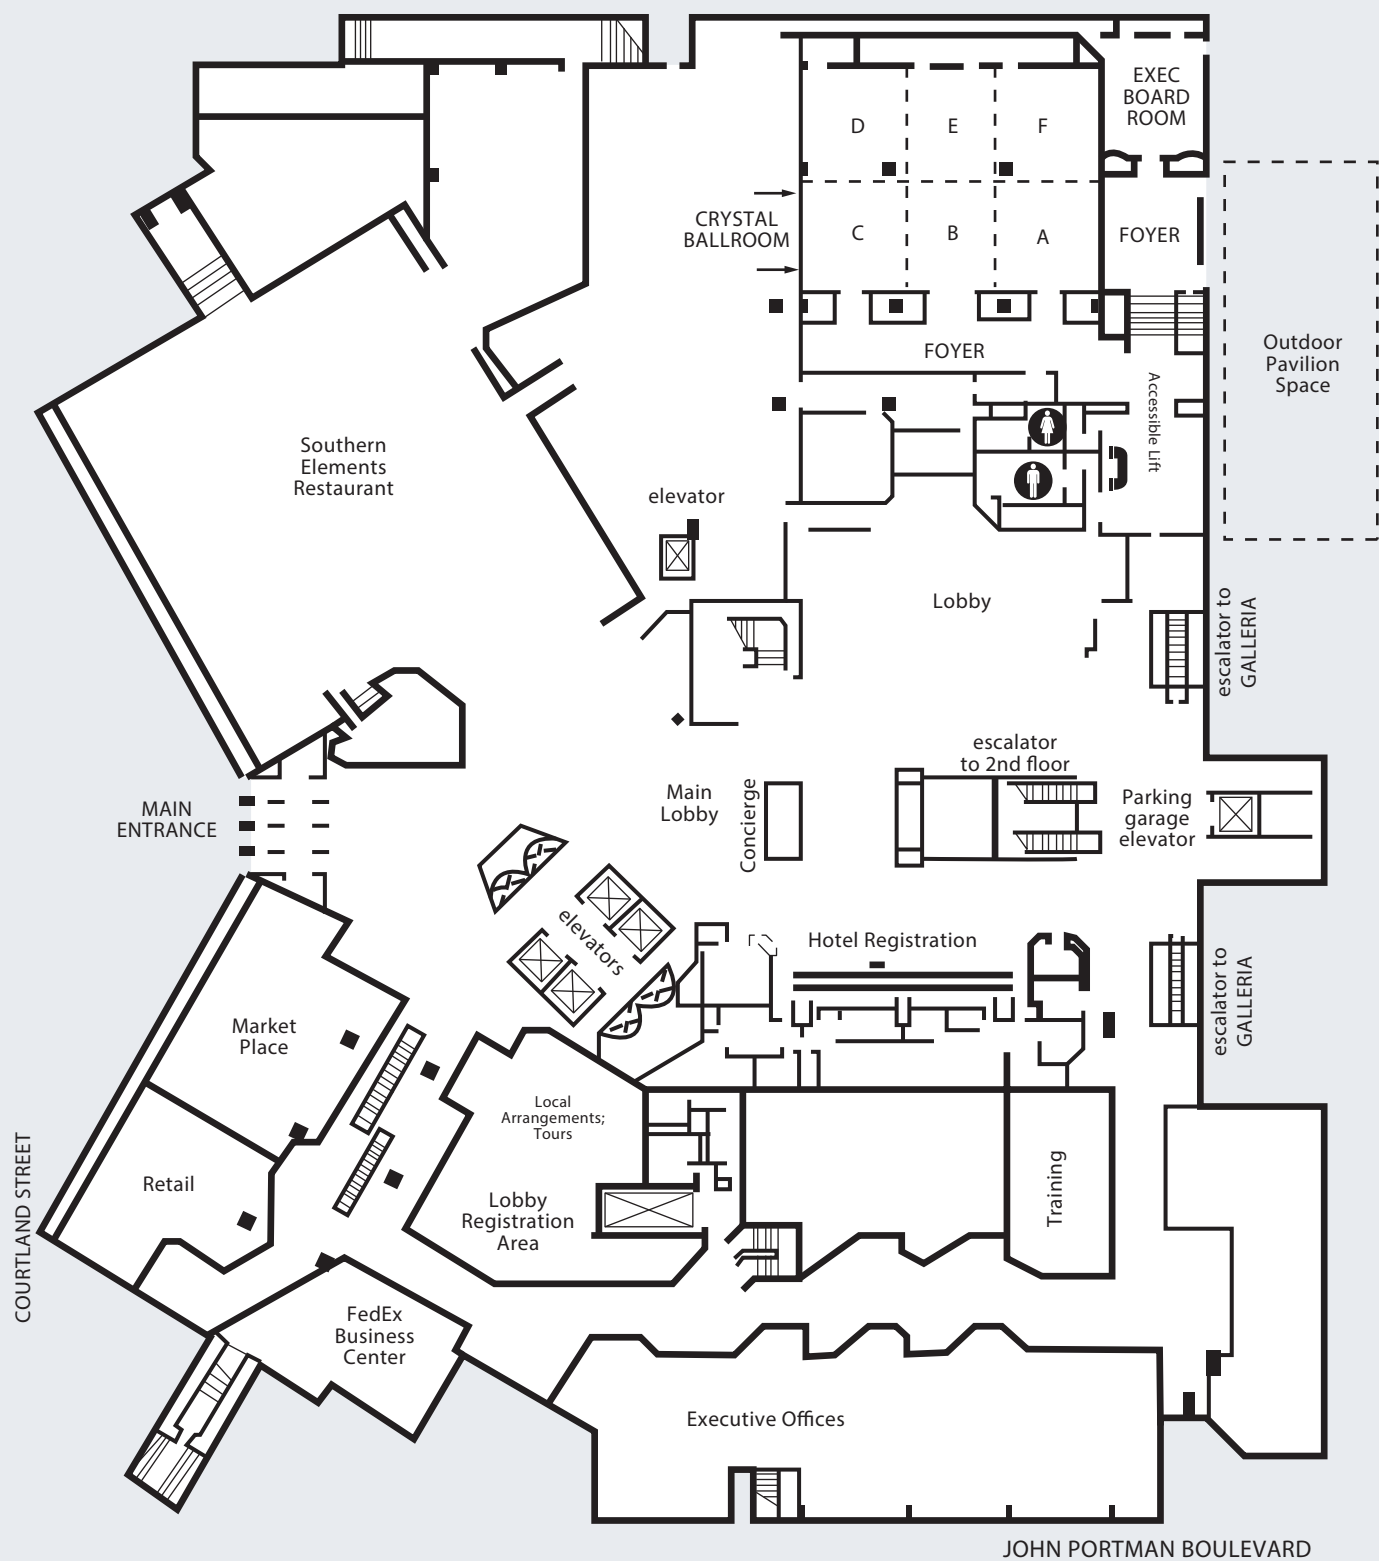 EXEC
BOARD
ROOM
D
E
F
CRYSTAL
BALLROOM
C
B
A
FOYER
FOYER
Outdoor
Pavilion
Space
Accessible Lift
Southern
Elements
Restaurant
elevator
Lobby
escalator to
GALLERIA
escalator
to 2nd floor
MAIN
ENTRANCE
Main
Lobby
Concierge
Parking
garage
elevator
elevators
Hotel Registration
escalator to
GALLERIA
Market
Place
Local
Arrangements;
Tours
Retail
Lobby
Registration
Area
Training
COURTLAND STREET
FedEx
Business
Center
Executive Offices
JOHN PORTMAN BOULEVARD